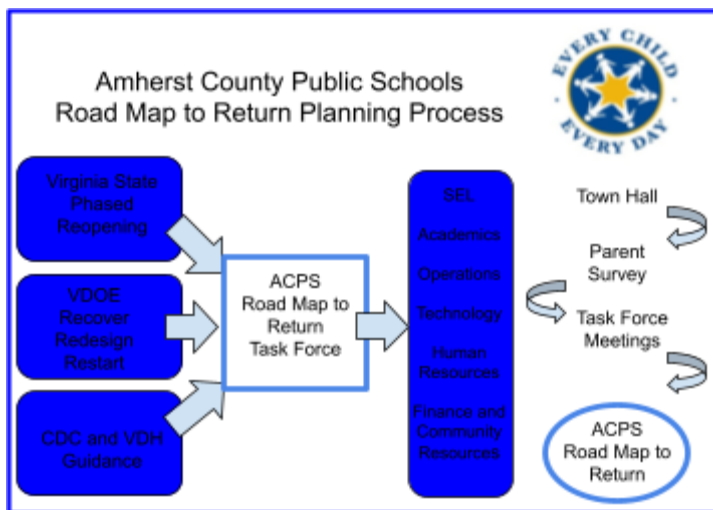 Amherst County Public Schools
Road Map to Return Planning Process
EVERY CHILD
EVERY DAY
Virginia State
Phased
Reopening
VDOE
Recover
Redesign
Restart
CDC and VDH
Guidance
ACPS
Road Map to
Return
Task Force
SEL
Academics
Operations
Technology
Human
Resources
Finance and
Community
Resources
Town Hall
Parent
Survey
Task Force
Meetings
ACPS
Road Map to
Return